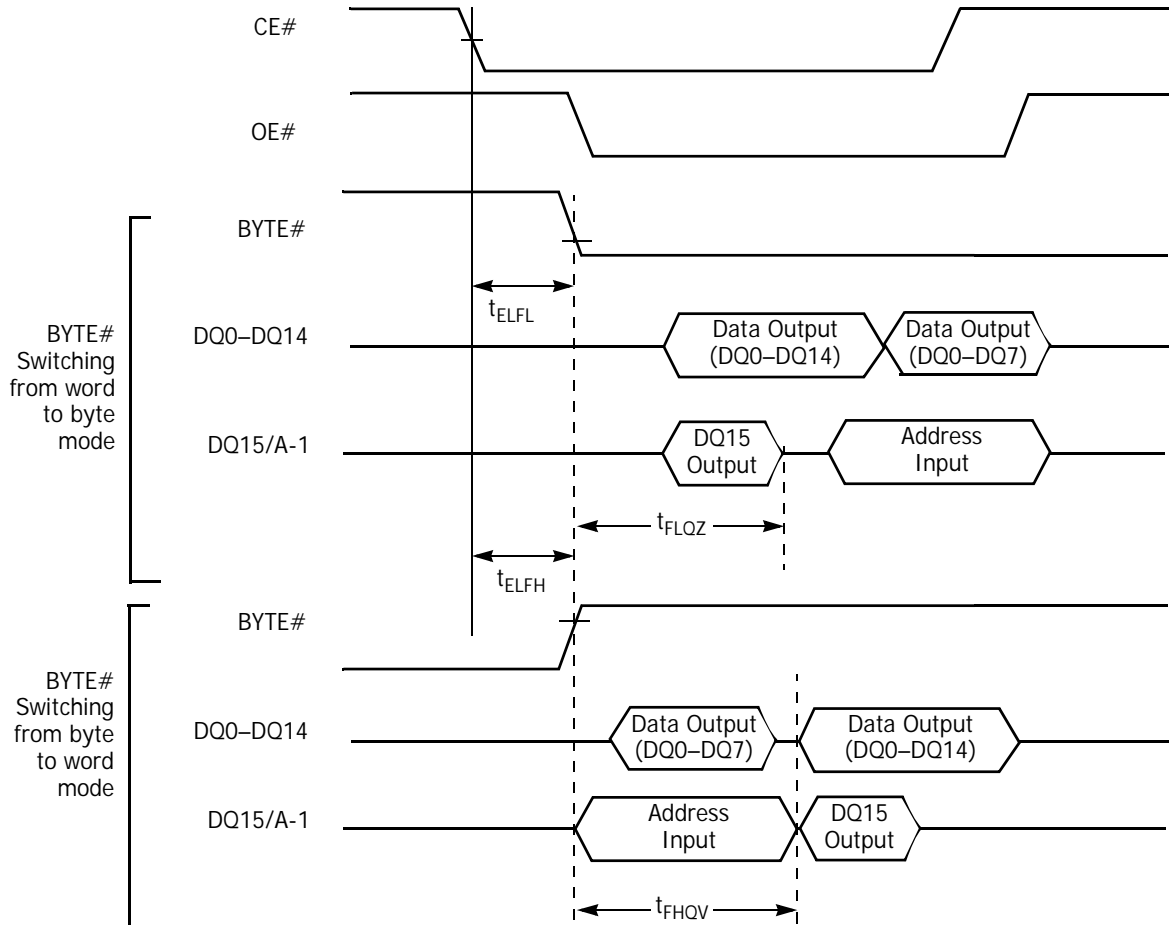 CE#
OE#
BYTE#
tELFL
BYTE#
Switching
from word
to byte
mode
DQ0–DQ14
Data Output
(DQ0–DQ14)
Data Output
(DQ0–DQ7)
DQ15/A-1
DQ15
Output
Address
Input
tFLQZ
tELFH
BYTE#
BYTE#
Switching
from byte
to word
mode
DQ0–DQ14
Data Output
(DQ0–DQ7)
Data Output
(DQ0–DQ14)
DQ15/A-1
Address
Input
DQ15
Output
tFHQV